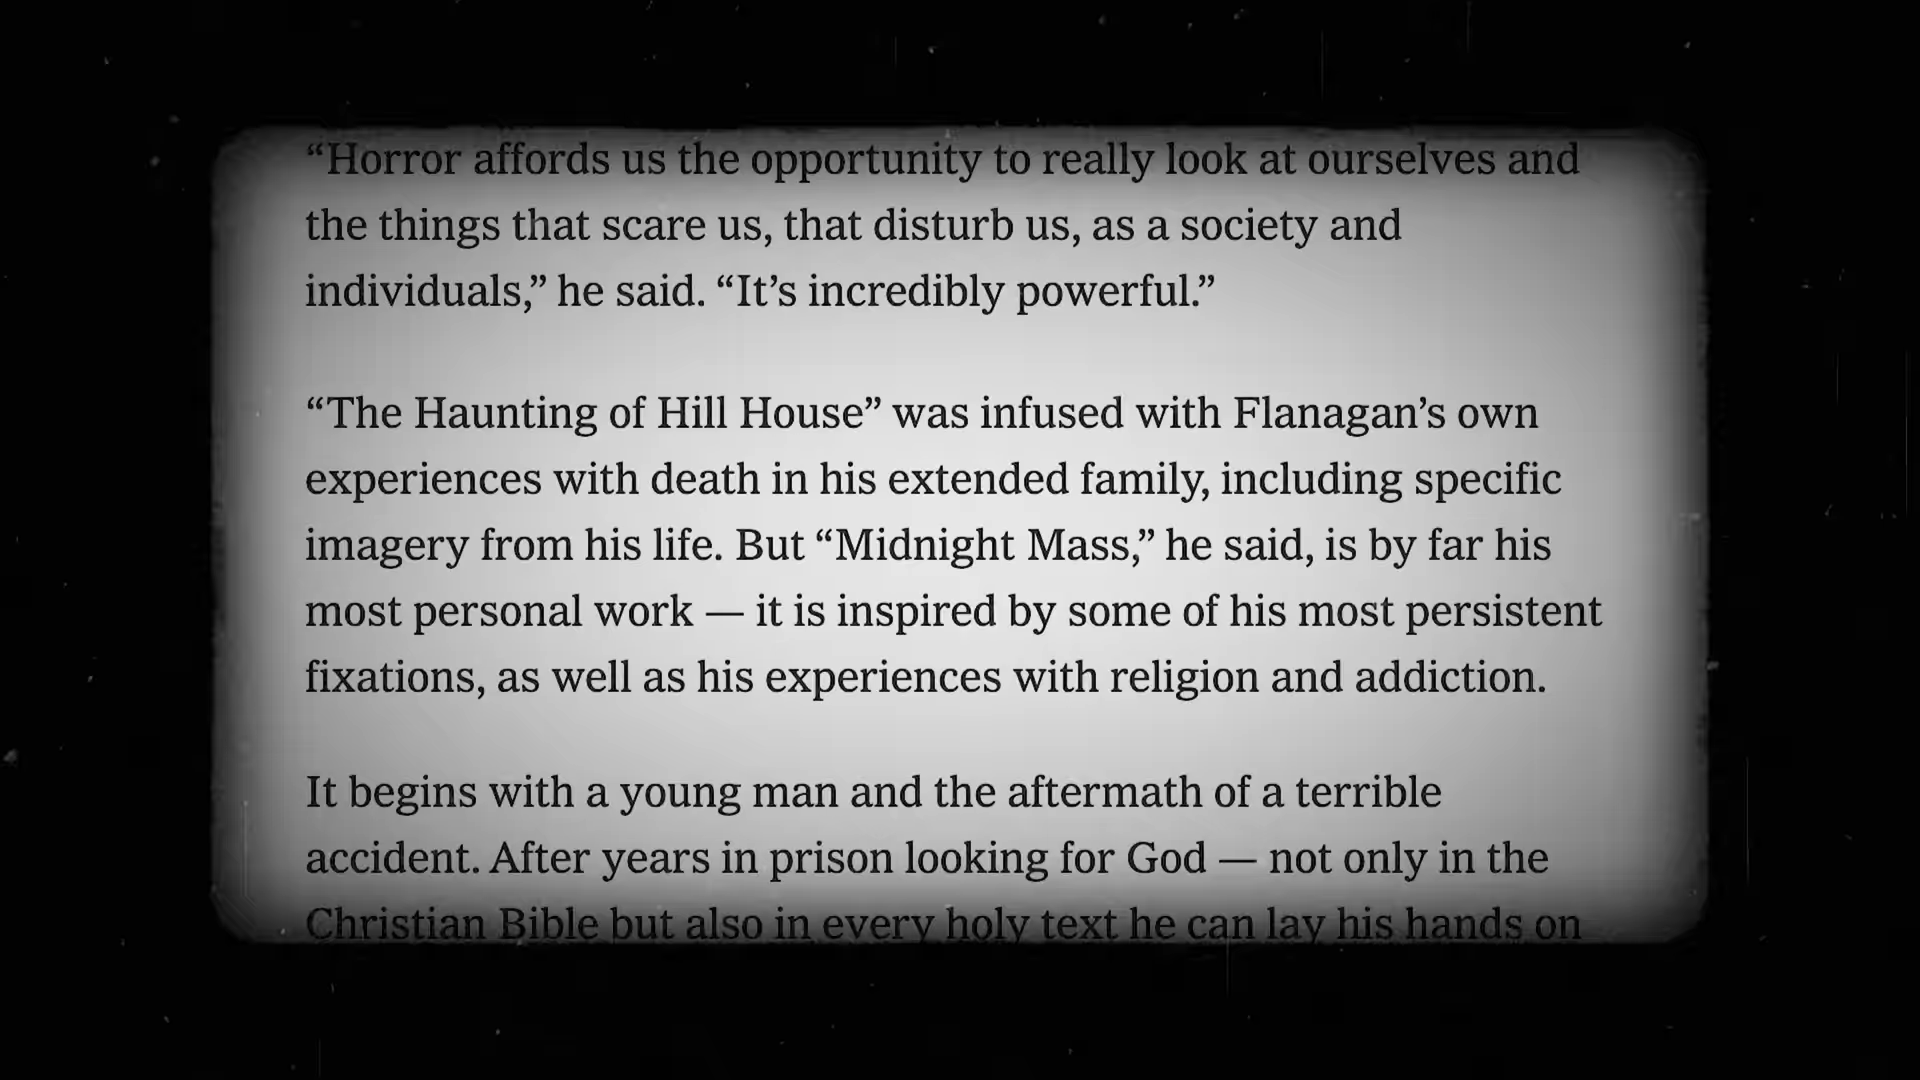 “Horror affords us the opportunity to really look at ourselves and
the things that scare us, that disturb us, as a society and
individuals,” he said. “It’s incredibly powerful.”
“The Haunting of Hill House” was infused with Flanagan’s own
experiences with death in his extended family, including specific
imagery from his life. But “Midnight Mass,” he said, is by far his
most personal work — it is inspired by some of his most persistent
fixations, as well as his experiences with religion and addiction.
It begins with a young man and the aftermath of a terrible
accident. After years in prison looking for God — not only in the
Christian Bible but also in every holy text he can lay his hands on